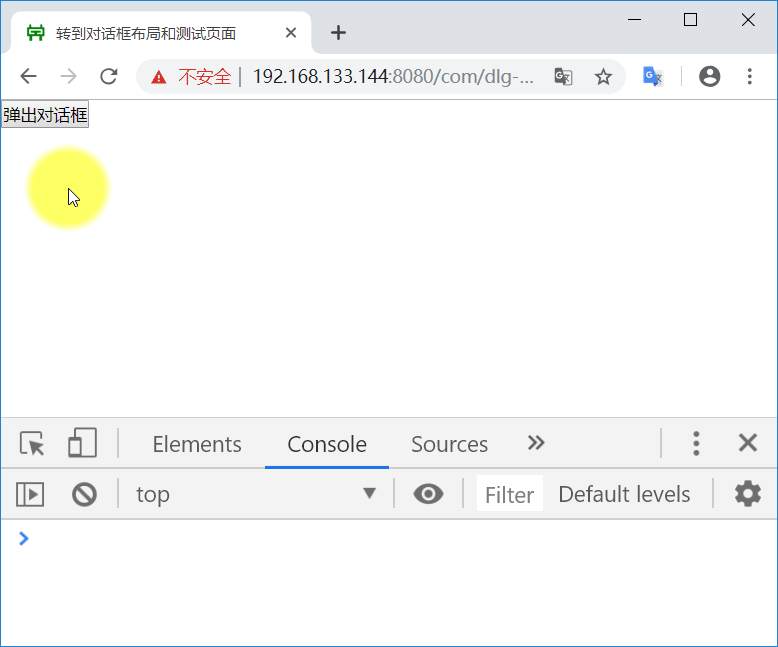 转到对话框布局和测试页面
不安全 | 192.168.133.144:8080/com/dlg-...
弹出对话框
Elements Console Sources
top Filter Default levels